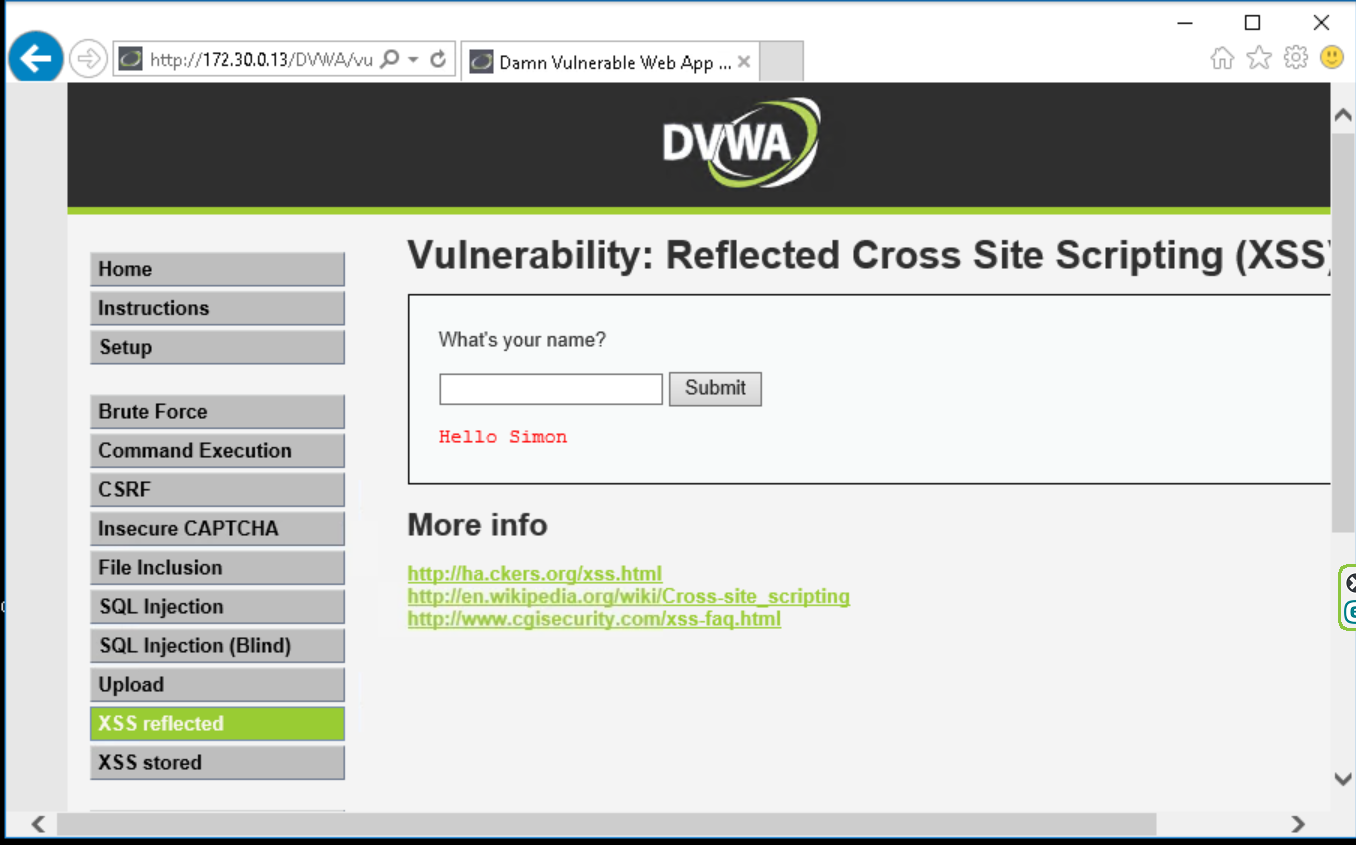 http://172.30.0.13/DVWA/vu
Damn Vulnerable Web App ...
DVWA
Home
Instructions
Setup
Brute Force
Command Execution
CSRF
Insecure CAPTCHA
File Inclusion
SQL Injection
SQL Injection (Blind)
Upload
XSS reflected
XSS stored
Vulnerability: Reflected Cross Site Scripting (XSS)
What's your name?
Submit
Hello Simon
More info
http://ha.ckers.org/xss.html
http://en.wikipedia.org/wiki/Cross-site_scripting
http://www.cgisecurity.com/xss-faq.html